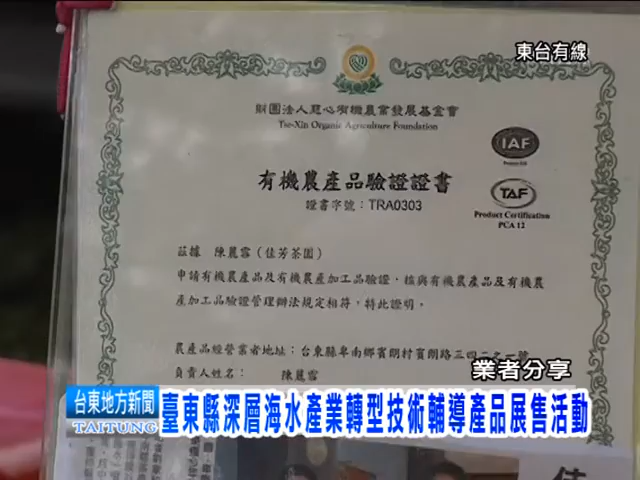 東台有線
財團法人慈心有機農業發展基金會
Tse-Xin Organic Agriculture Foundation
IAF
有機農產品驗證證書
TAF
證書字號：TRA0303
Product Certification
PCA 12
茲據 陳麗雲（佳芳茶園）
申請有機農產品及有機農產加工品驗證，核與有機農產品及有機農
產加工品驗證管理辦法規定相符，特此證明。
農產品經營業者地址：台東縣卑南鄉賓朗村賓朗路三四二之一號
負責人姓名： 陳麗雲
業者分享
台東地方新聞
TAITUNG
臺東縣深層海水產業轉型技術輔導產品展售活動